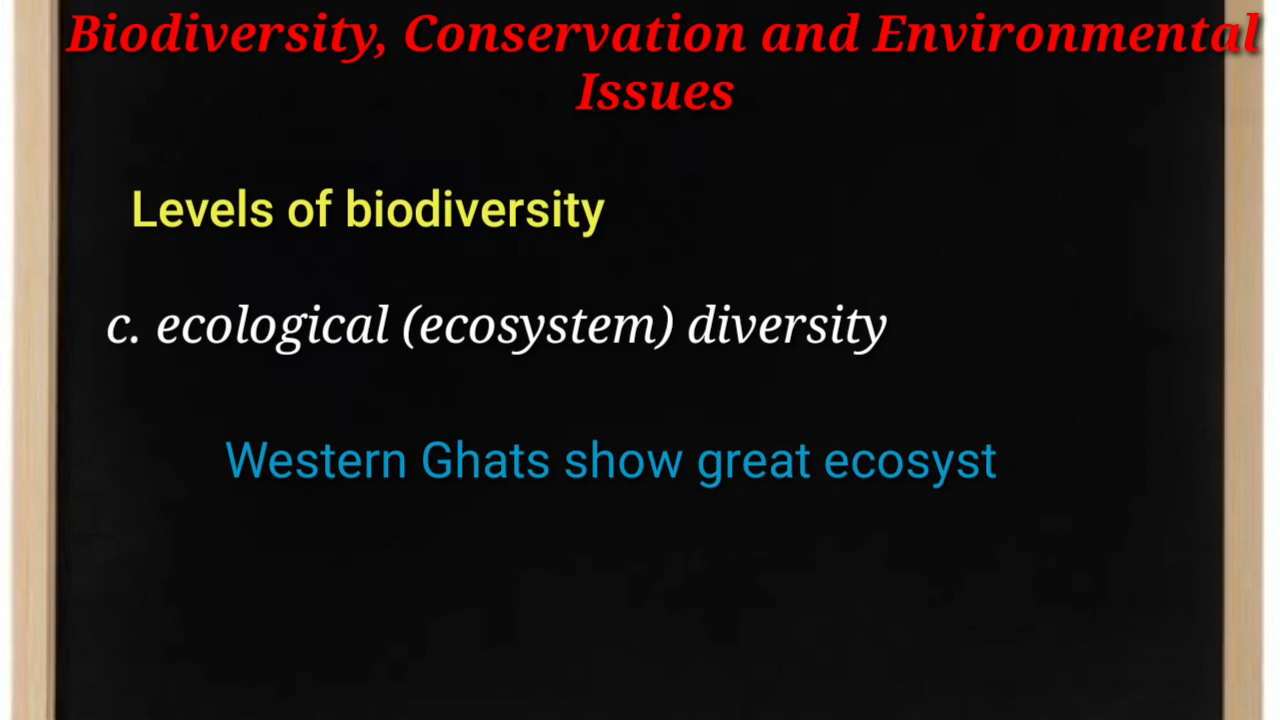 Biodiversity, Conservation and Environmental
Issues
Levels of biodiversity
c. ecological (ecosystem) diversity
Western Ghats show great ecosyst